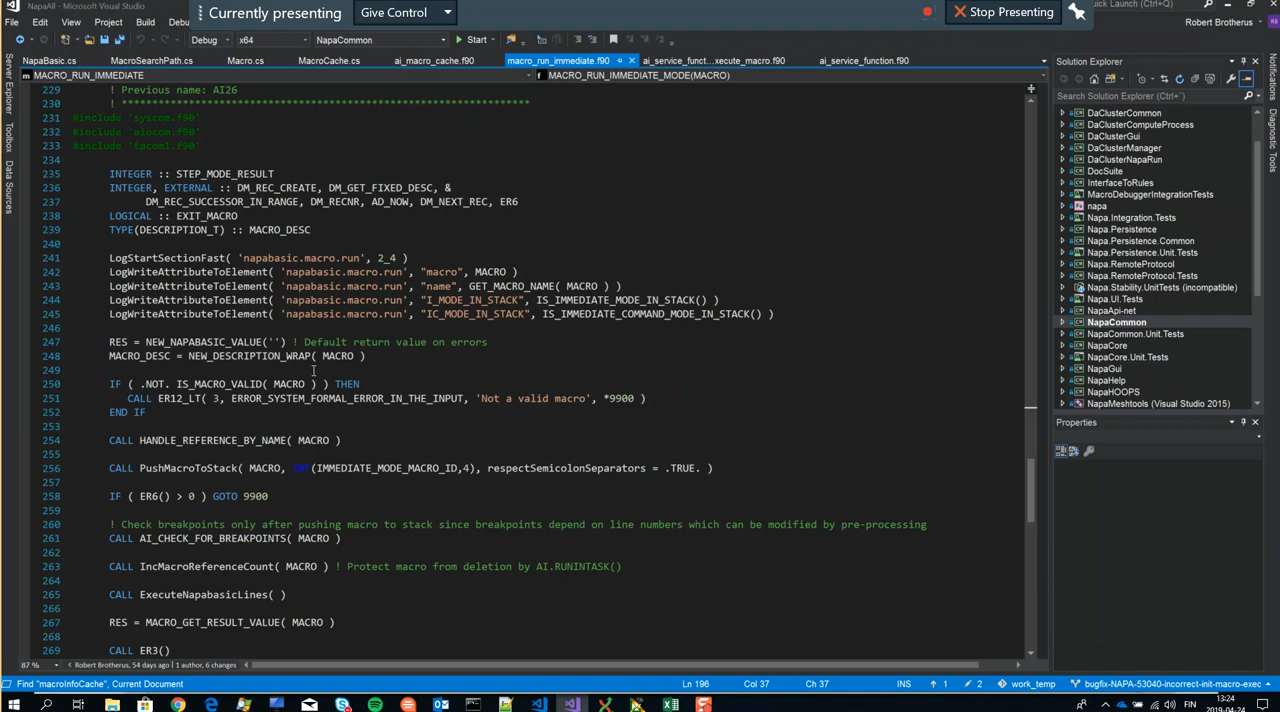 NapaAll - Microsoft Visual Studio
Currently presenting
Give Control
Stop Presenting
Quick Launch (Ctrl+Q)
File Edit View Project Build Debu
Robert Brotherus
Debug x64 NapaCommon Start
NapaBasic.cs MacroSearchPath.cs Macro.cs MacroCache.cs ai_macro_cache.f90 macro_run_immediate.f90 ai_service_funct...xecute_macro.f90 ai_service_function.f90
MACRO_RUN_IMMEDIATE MACRO_RUN_IMMEDIATE_MODE(MACRO)
Server Explorer
Toolbox
Data Sources
229 ! Previous name: AI26
230 ! ******************************************************************
231 #include 'syscom.f90'
232 #include 'aiocom.f90'
233 #include 'tpcom1.f90'
234
235 INTEGER :: STEP_MODE_RESULT
236 INTEGER, EXTERNAL :: DM_REC_CREATE, DM_GET_FIXED_DESC, &
237 DM_REC_SUCCESSOR_IN_RANGE, DM_RECNR, AD_NOW, DM_NEXT_REC, ER6
238 LOGICAL :: EXIT_MACRO
239 TYPE(DESCRIPTION_T) :: MACRO_DESC
240
241 LogStartSectionFast( 'napabasic.macro.run', 2_4 )
242 LogWriteAttributeToElement( 'napabasic.macro.run', "macro", MACRO )
243 LogWriteAttributeToElement( 'napabasic.macro.run', "name", GET_MACRO_NAME( MACRO ) )
244 LogWriteAttributeToElement( 'napabasic.macro.run', "I_MODE_IN_STACK", IS_IMMEDIATE_MODE_IN_STACK() )
245 LogWriteAttributeToElement( 'napabasic.macro.run', "IC_MODE_IN_STACK", IS_IMMEDIATE_COMMAND_MODE_IN_STACK() )
246
247 RES = NEW_NAPABASIC_VALUE('') ! Default return value on errors
248 MACRO_DESC = NEW_DESCRIPTION_WRAP( MACRO )
249
250 IF ( .NOT. IS_MACRO_VALID( MACRO ) ) THEN
251 CALL ER12_LT( 3, ERROR_SYSTEM_FORMAL_ERROR_IN_THE_INPUT, 'Not a valid macro', *9900 )
252 END IF
253
254 CALL HANDLE_REFERENCE_BY_NAME( MACRO )
255
256 CALL PushMacroToStack( MACRO, INT(IMMEDIATE_MODE_MACRO_ID,4), respectSemicolonSeparators = .TRUE. )
257
258 IF ( ER6() > 0 ) GOTO 9900
259
260 ! Check breakpoints only after pushing macro to stack since breakpoints depend on line numbers which can be modified by pre-processing
261 CALL AI_CHECK_FOR_BREAKPOINTS( MACRO )
262
263 CALL IncMacroReferenceCount( MACRO ) ! Protect macro from deletion by AI.RUNINTASK()
264
265 CALL ExecuteNapabasicLines( )
266
267 RES = MACRO_GET_RESULT_VALUE( MACRO )
268
269 CALL ER3()
87 % Robert Brotherus, 54 days ago | 1 author, 6 changes
Solution Explorer
Search Solution Explorer (Ctrl+')
DaClusterCommon
DaClusterComputeProcess
DaClusterGui
DaClusterManager
DaClusterNapaRun
DocSuite
InterfaceToRules
MacroDebuggerIntegrationTests
napa
Napa.Integration.Tests
Napa.Persistence
Napa.Persistence.Common
Napa.Persistence.Unit.Tests
Napa.RemoteProtocol
Napa.RemoteProtocol.Tests
Napa.Stability.UnitTests (incompatible)
Napa.UI.Tests
NapaApi-net
NapaCommon
NapaCommon.Unit.Tests
NapaCore
NapaCore.Unit.Tests
NapaGui
NapaHelp
NapaHOOPS
NapaMeshtools (Visual Studio 2015)
Properties
Notifications
Diagnostic Tools
Find "macroInfoCache", Current Document Ln 196 Col 37 Ch 37 INS 1 2 work_temp bugfix-NAPA-53040-incorrect-init-macro-exec
FIN 13:24
2019-04-24